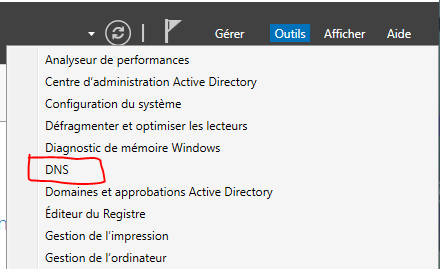 Gérer Outils Afficher Aide
Analyseur de performances
Centre d'administration Active Directory
Configuration du système
Défragmenter et optimiser les lecteurs
Diagnostic de mémoire Windows
DNS
Domaines et approbations Active Directory
Éditeur du Registre
Gestion de l'impression
Gestion de l'ordinateur